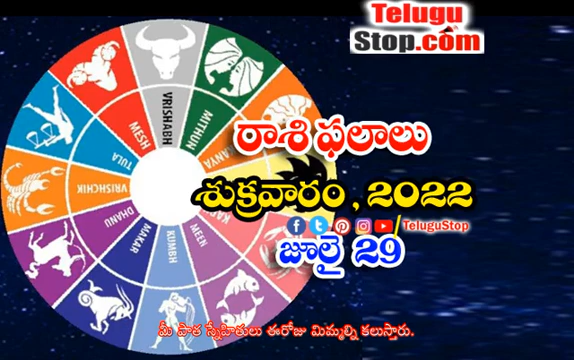 Telugu
Stop.com
VRISHABH
MESH
MITHUN
TULA
VRISHCHIK
DHANU
MAKAR
KUMBH
MEEN
రాశి ఫలాలు
శుక్రవారం , 2022
/TeluguStop
జూలై 29
మీ పాత స్నేహితులు ఈరోజు మిమ్మల్ని కలుస్తారు.